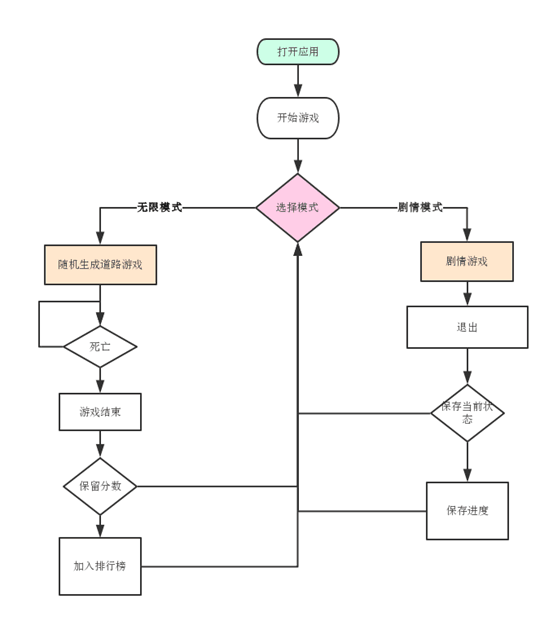 打开应用
开始游戏
选择模式
无限模式
剧情模式
随机生成道路游戏
剧情游戏
退出
死亡
保存当前状
态
游戏结束
保留分数
保存进度
加入排行榜